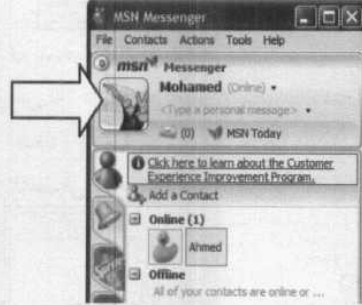 MSN Messenger
File Contacts Actions Tools Help
msn Messenger
Mohamed (Online)
<Type a personal message>
(0) MSN Today
Click here to learn about the Customer
Experience Improvement Program.
Add a Contact
Online (1)
Ahmed
Offline
All of your contacts are online or ...